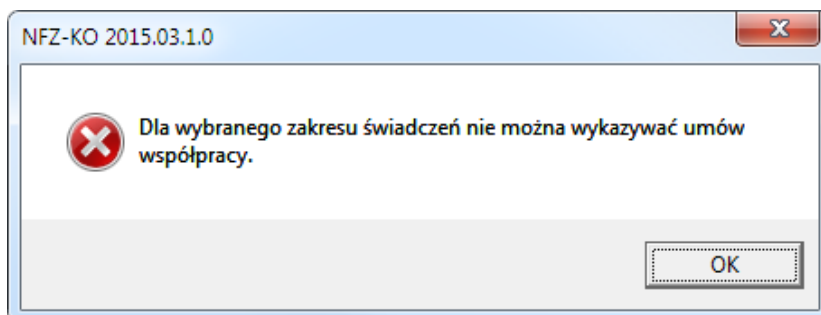 NFZ-KO 2015.03.1.0
Dla wybranego zakresu świadczeń nie można wykazywać umów
współpracy.
OK